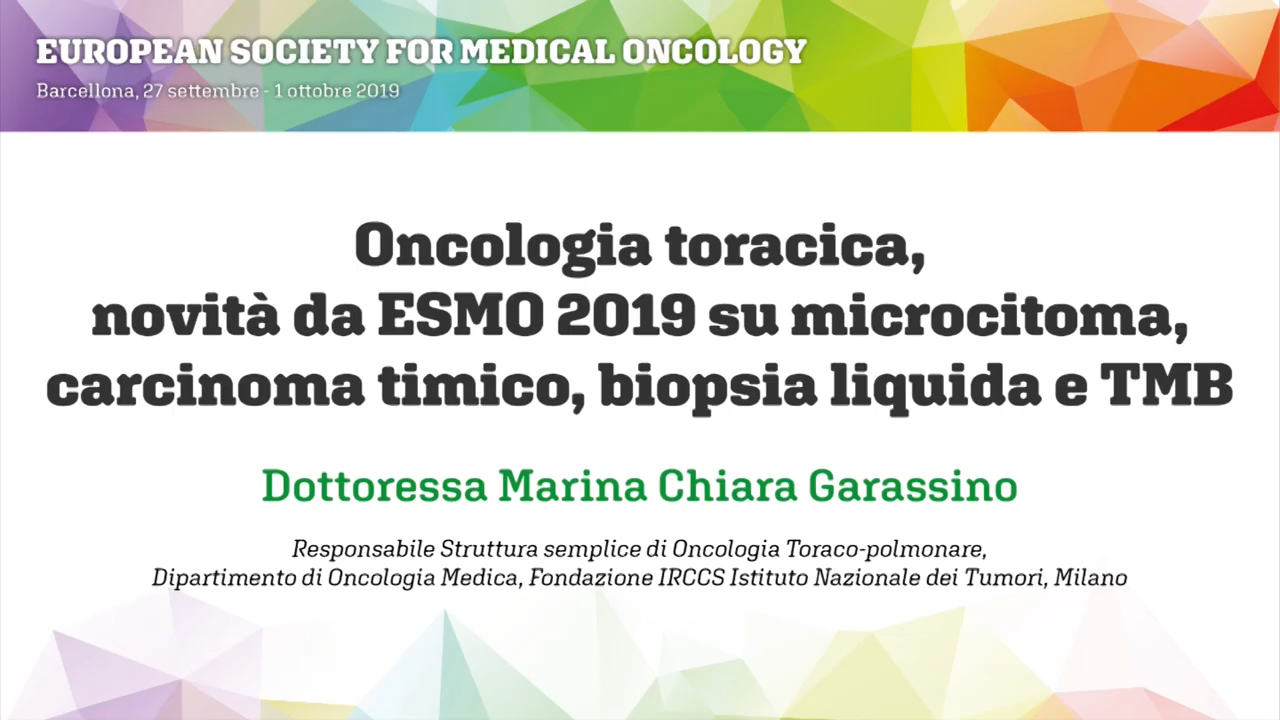 EUROPEAN SOCIETY FOR MEDICAL ONCOLOGY
Barcellona, 27 settembre - 1 ottobre 2019
Oncologia toracica,
novità da ESMO 2019 su microcitoma,
carcinoma timico, biopsia liquida e TMB
Dottoressa Marina Chiara Garassino
Responsabile Struttura semplice di Oncologia Toraco-polmonare,
Dipartimento di Oncologia Medica, Fondazione IRCCS Istituto Nazionale dei Tumori, Milano